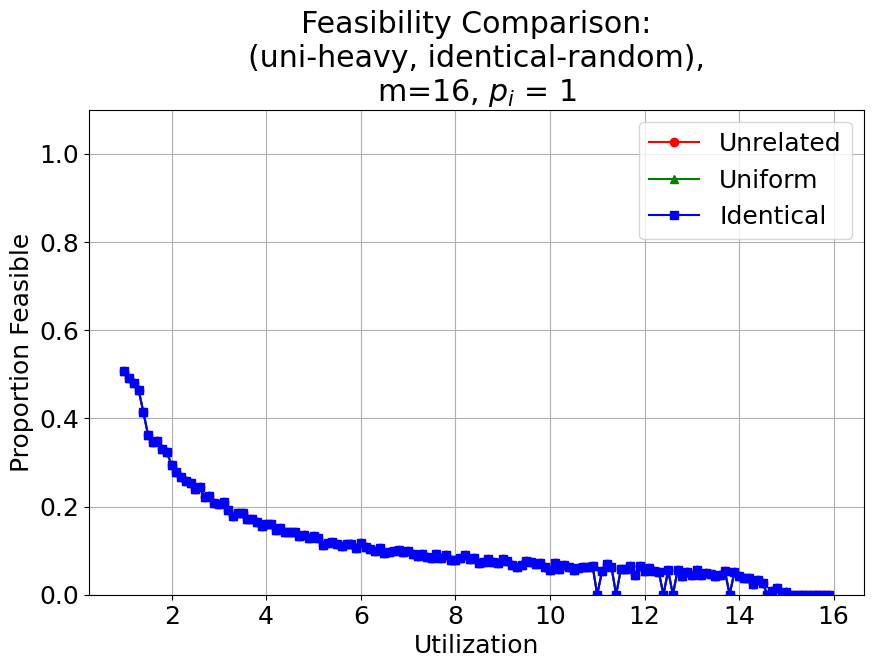 Feasibility Comparison:
(uni-heavy, identical-random),
m=16, $p_i$ = 1
Proportion Feasible
1.0
0.8
0.6
0.4
0.2
0.0
Unrelated
Uniform
Identical
2 4 6 8 10 12 14 16
Utilization